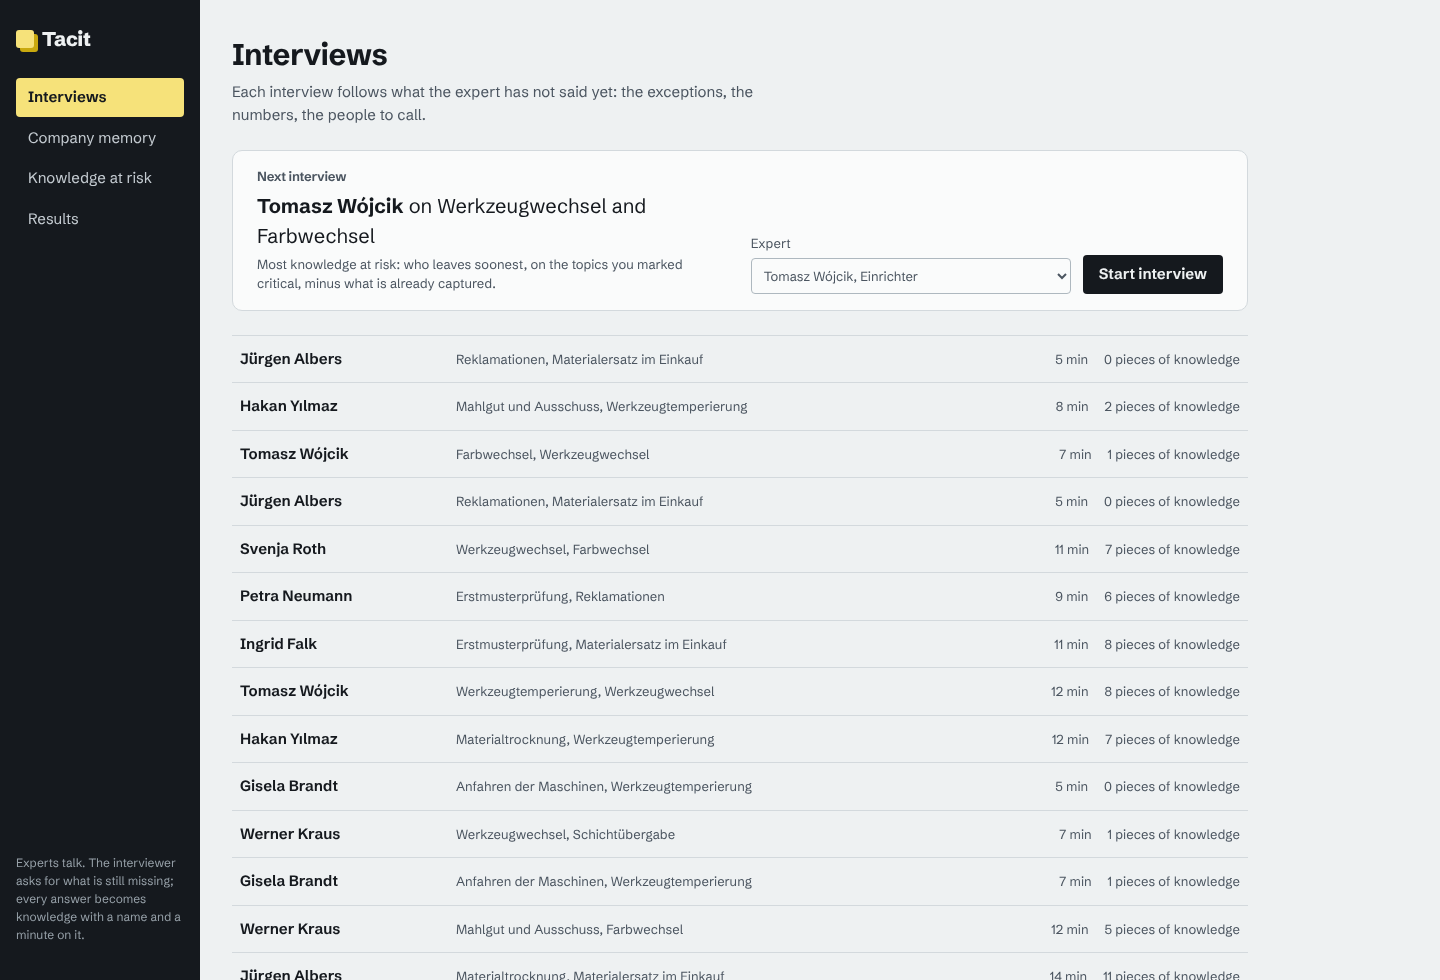 Tacit
Interviews
Company memory
Knowledge at risk
Results
Experts talk. The interviewer
asks for what is still missing;
every answer becomes
knowledge with a name and a
minute on it.
Interviews
Each interview follows what the expert has not said yet: the exceptions, the
numbers, the people to call.
Next interview
Tomasz Wójcik on Werkzeugwechsel and
Farbwechsel
Most knowledge at risk: who leaves soonest, on the topics you marked
critical, minus what is already captured.
Expert
Tomasz Wójcik, Einrichter
Start interview
Jürgen Albers Reklamationen, Materialersatz im Einkauf 5 min 0 pieces of knowledge
Hakan Yılmaz Mahlgut und Ausschuss, Werkzeugtemperierung 8 min 2 pieces of knowledge
Tomasz Wójcik Farbwechsel, Werkzeugwechsel 7 min 1 pieces of knowledge
Jürgen Albers Reklamationen, Materialersatz im Einkauf 5 min 0 pieces of knowledge
Svenja Roth Werkzeugwechsel, Farbwechsel 11 min 7 pieces of knowledge
Petra Neumann Erstmusterprüfung, Reklamationen 9 min 6 pieces of knowledge
Ingrid Falk Erstmusterprüfung, Materialersatz im Einkauf 11 min 8 pieces of knowledge
Tomasz Wójcik Werkzeugtemperierung, Werkzeugwechsel 12 min 8 pieces of knowledge
Hakan Yılmaz Materialtrocknung, Werkzeugtemperierung 12 min 7 pieces of knowledge
Gisela Brandt Anfahren der Maschinen, Werkzeugtemperierung 5 min 0 pieces of knowledge
Werner Kraus Werkzeugwechsel, Schichtübergabe 7 min 1 pieces of knowledge
Gisela Brandt Anfahren der Maschinen, Werkzeugtemperierung 7 min 1 pieces of knowledge
Werner Kraus Mahlgut und Ausschuss, Farbwechsel 12 min 5 pieces of knowledge
Jürgen Albers Materialtrocknung, Materialersatz im Einkauf 14 min 11 pieces of knowledge